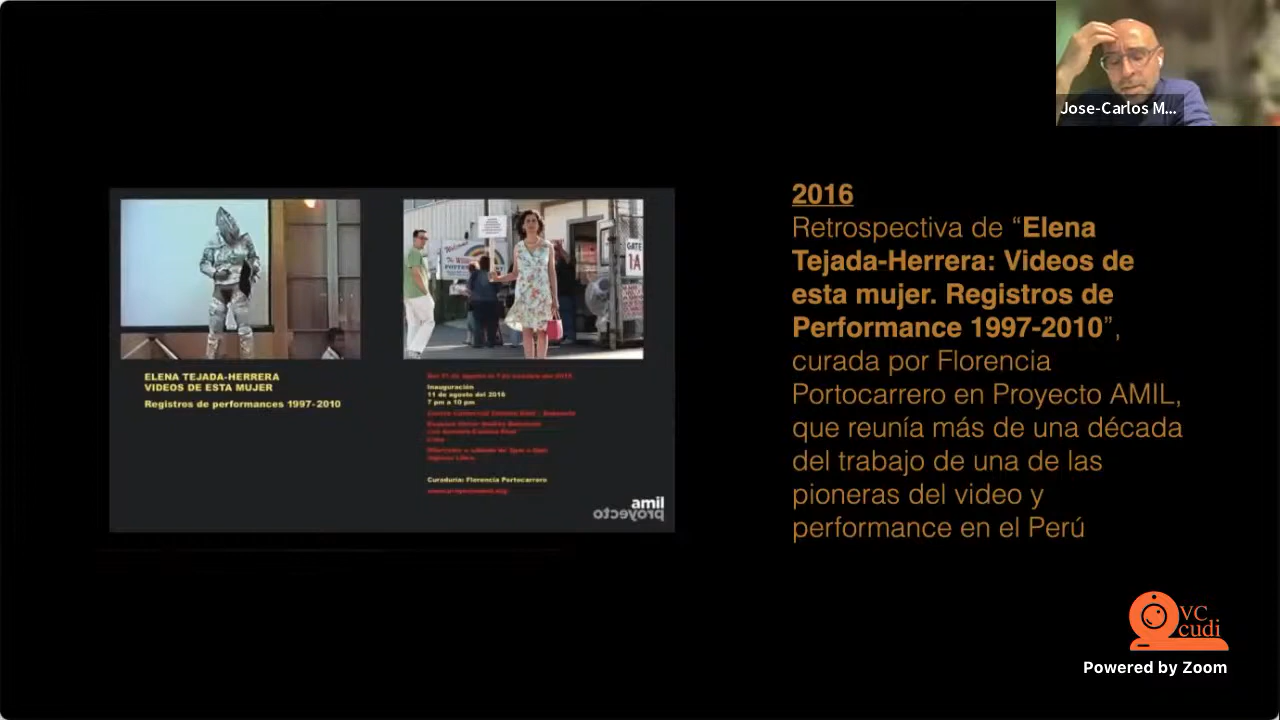 Jose-Carlos M...
2016
Retrospectiva de “Elena
Tejada-Herrera: Videos de
esta mujer. Registros de
Performance 1997-2010”,
curada por Florencia
Portocarrero en Proyecto AMIL,
que reunía más de una década
del trabajo de una de las
pioneras del video y
performance en el Perú
ELENA TEJADA-HERRERA
VIDEOS DE ESTA MUJER
Registros de performances 1997-2010
Inauguración
11 de agosto del 2016
7 pm a 10 pm
Curaduría: Florencia Portocarrero
amil
proyecto
GATE
1A
VC
cudi
Powered by Zoom